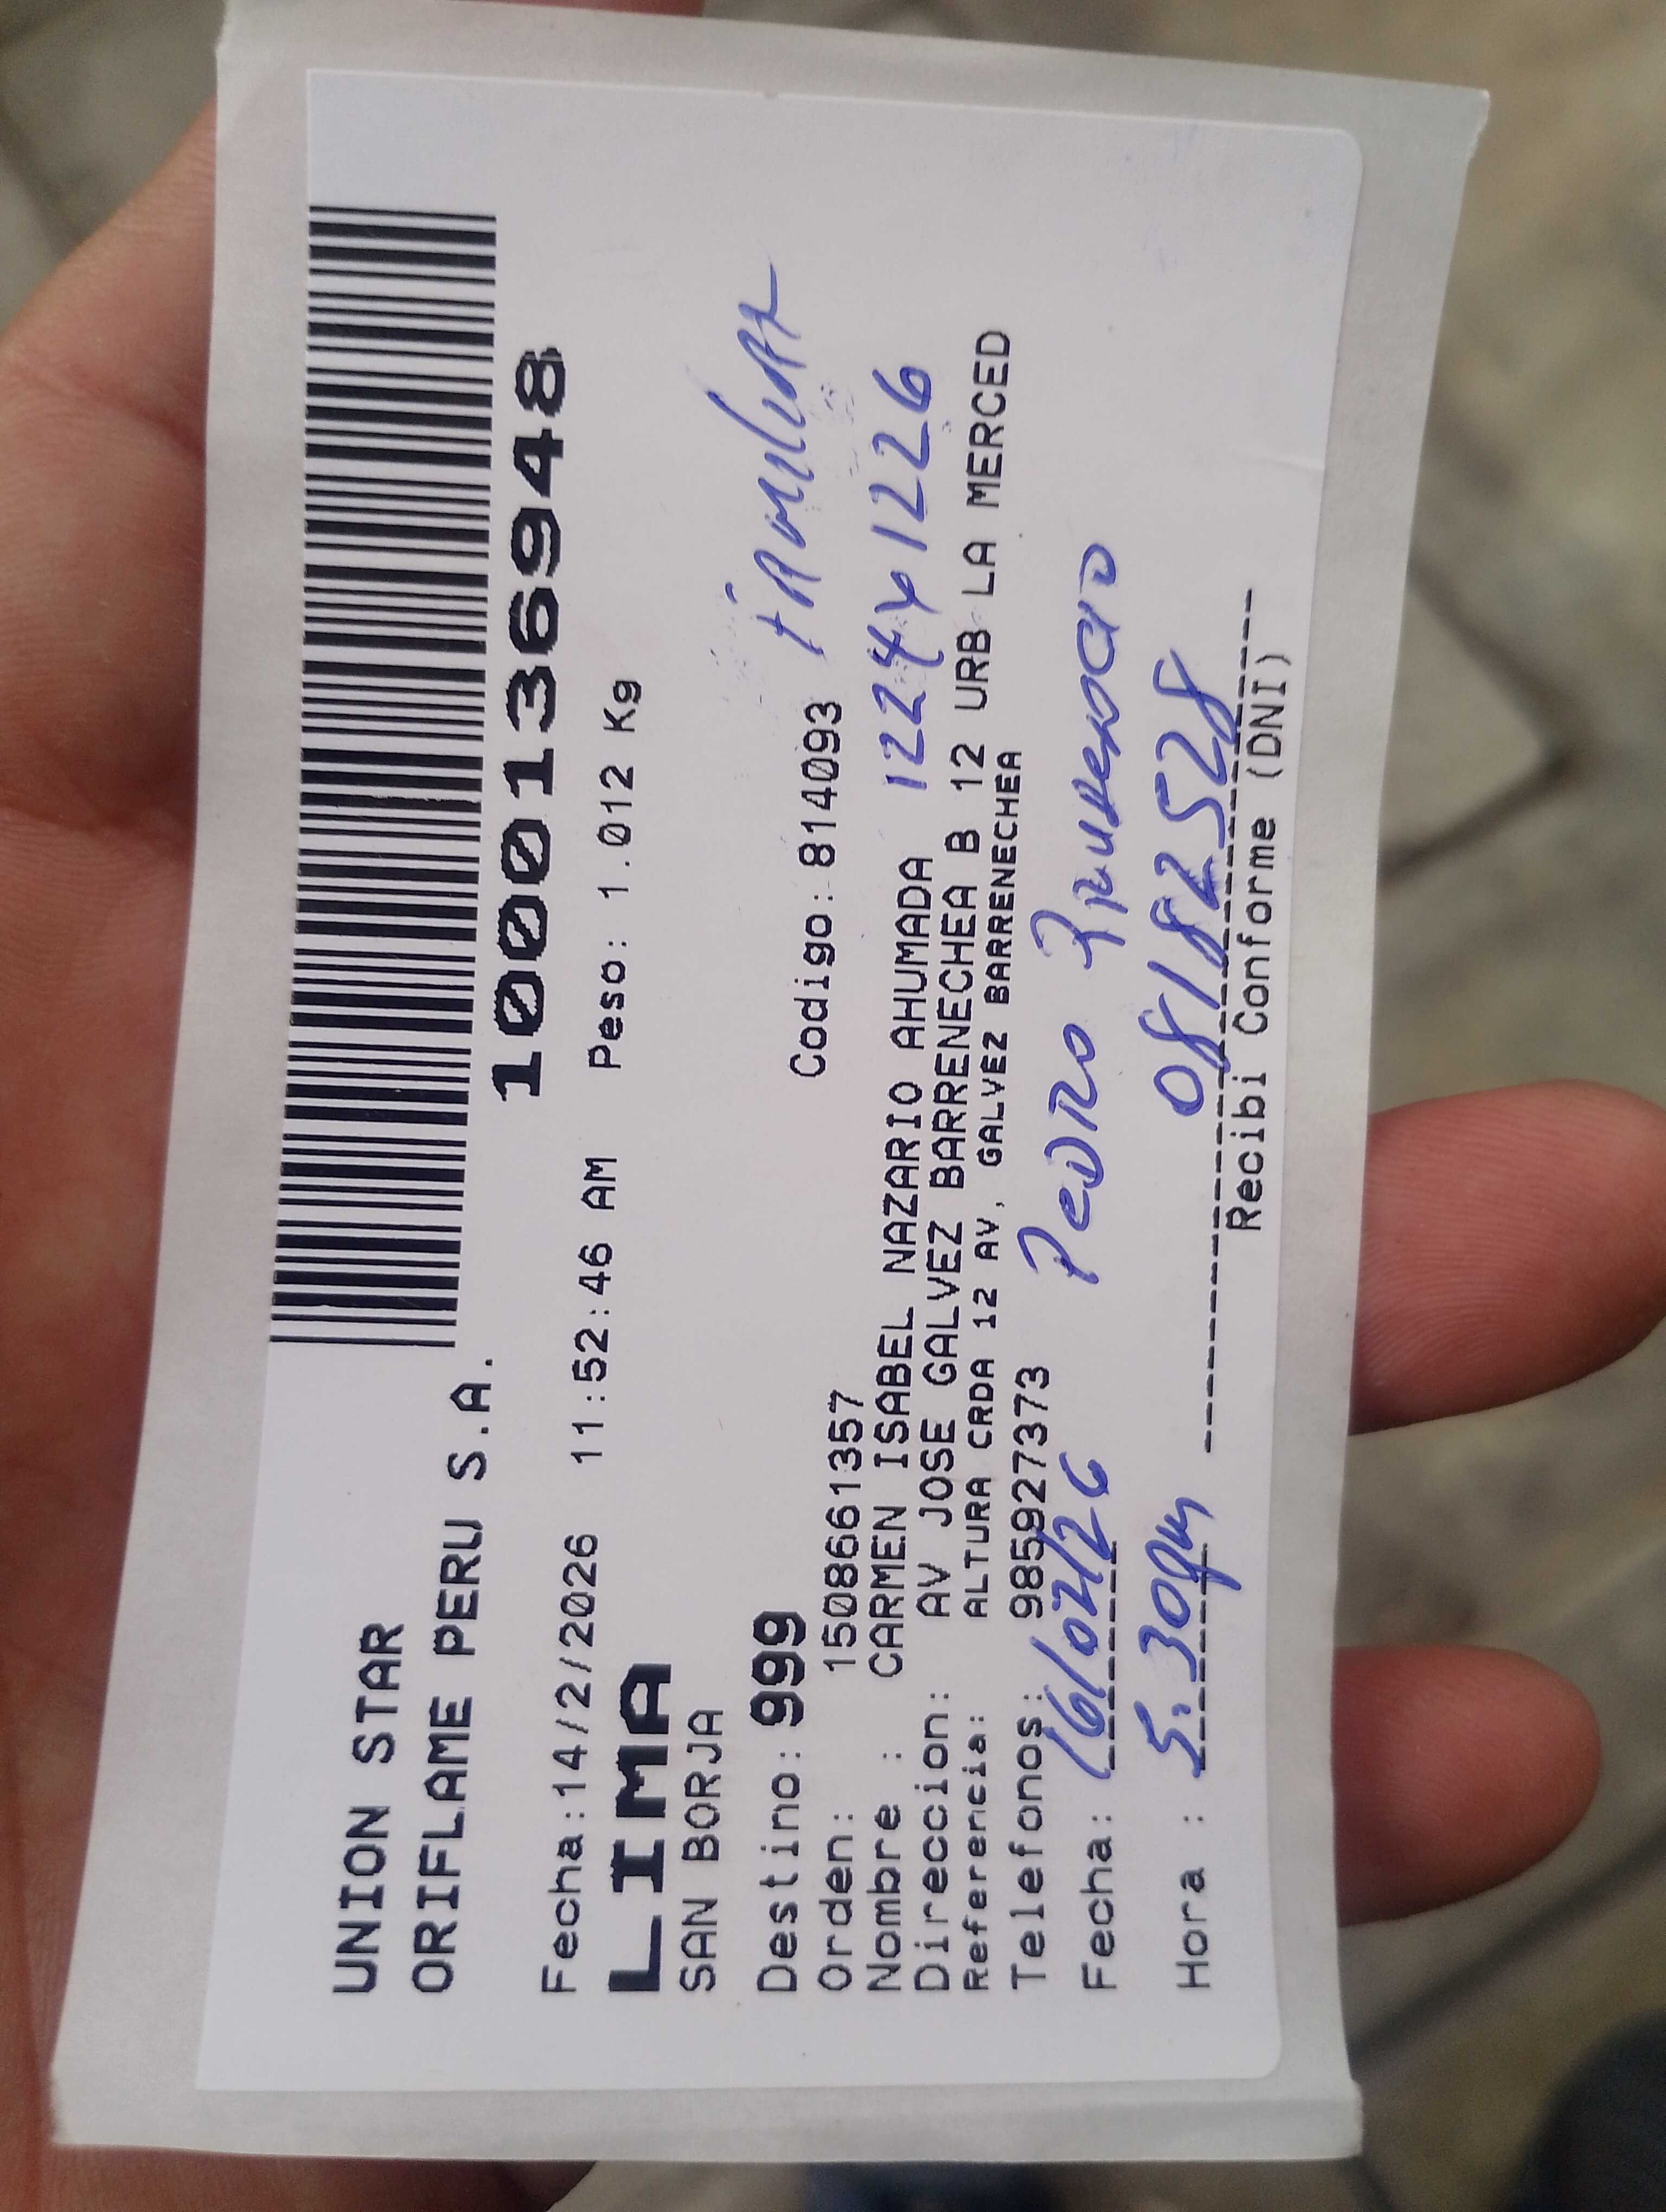 UNION STAR
ORIFLAME PERU S.A.
1000136948
Fecha:14/2/2026 11:52:46 AM Peso: 1.012 Kg
LIMA
SAN BORJA
Destino: 999
Codigo: 814093 familiar
Orden: 1508661357
Nombre : CARMEN ISABEL NAZARIO AHUMADA 1224 y 1226
Direccion: AV JOSE GALVEZ BARRENECHEA B 12 URB LA MERCED
Referencia: ALTURA CRDA 12 AV, GALVEZ BARRENECHEA
Telefonos: 985927373
Fecha: 16/02/26 Pedro
Hora : 5.30pm 08182528
Recibi Conforme (DNI)